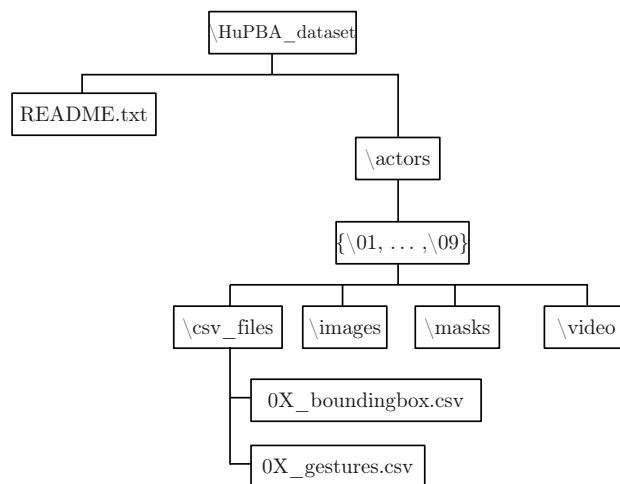 \HuPBA_dataset
README.txt
\actors
{\01, ... ,\09}
\csv_files
\images
\masks
\video
0X_boundingbox.csv
0X_gestures.csv